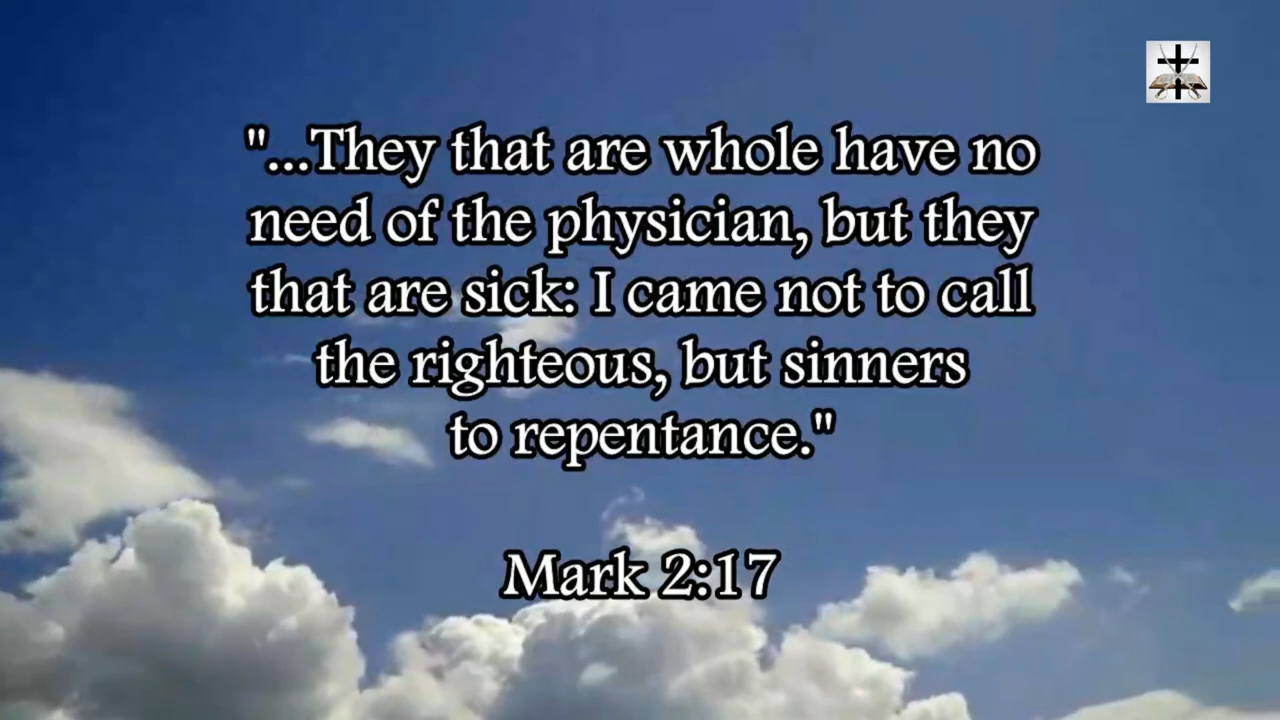 "...They that are whole have no
need of the physician, but they
that are sick: I came not to call
the righteous, but sinners
to repentance."
Mark 2:17